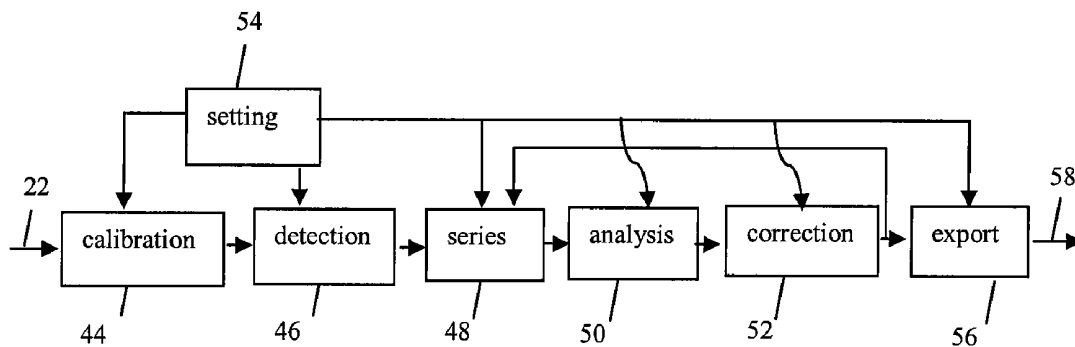 54
setting
22
58
calibration
detection
series
analysis
correction
export
44
46
48
50
52
56